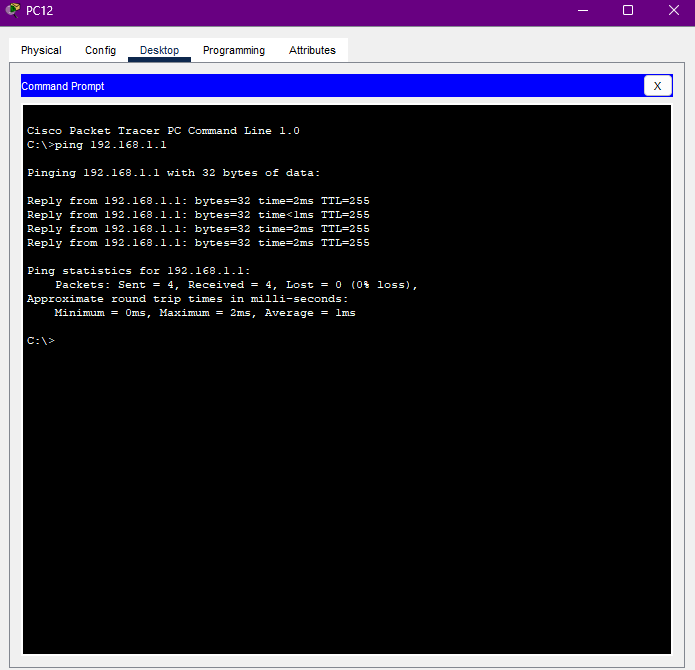 PC12
Physical Config Desktop Programming Attributes
Command Prompt X
Cisco Packet Tracer PC Command Line 1.0
C:\>ping 192.168.1.1
Pinging 192.168.1.1 with 32 bytes of data:
Reply from 192.168.1.1: bytes=32 time=2ms TTL=255
Reply from 192.168.1.1: bytes=32 time<1ms TTL=255
Reply from 192.168.1.1: bytes=32 time=2ms TTL=255
Reply from 192.168.1.1: bytes=32 time=2ms TTL=255
Ping statistics for 192.168.1.1:
    Packets: Sent = 4, Received = 4, Lost = 0 (0% loss),
Approximate round trip times in milli-seconds:
    Minimum = 0ms, Maximum = 2ms, Average = 1ms
C:\>